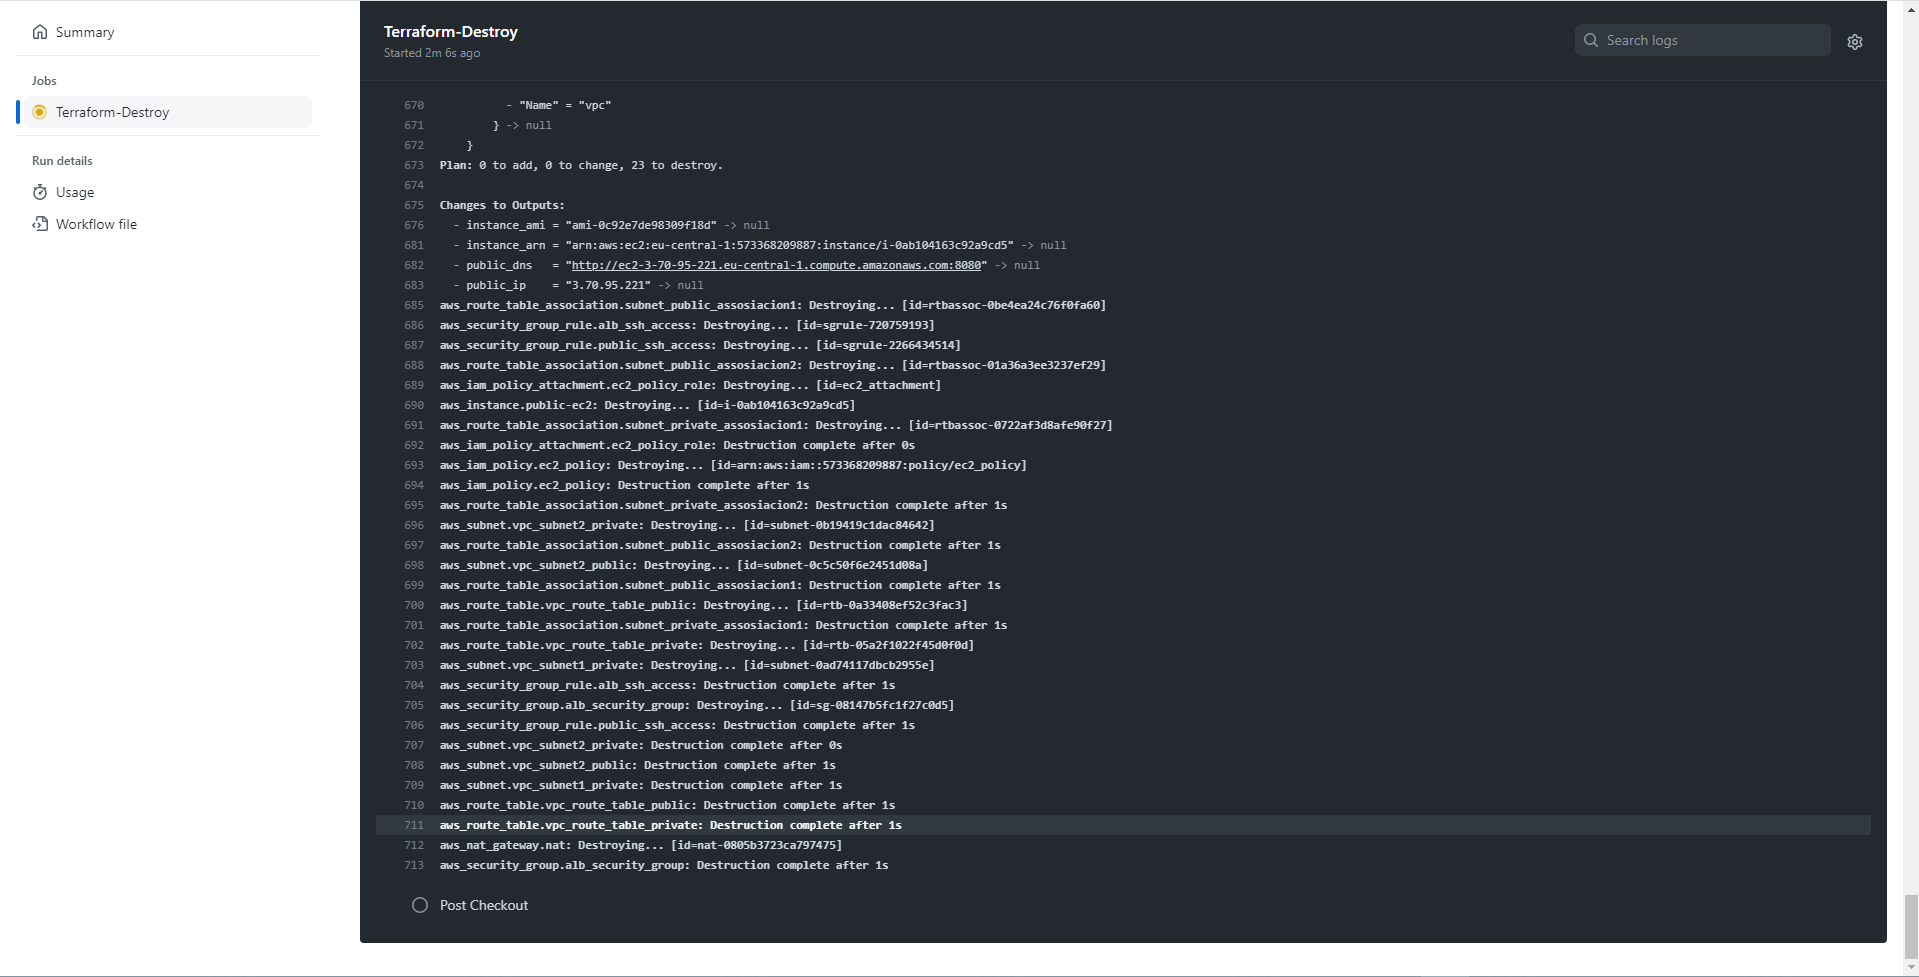 Summary
Jobs
Terraform-Destroy
Run details
Usage
Workflow file
Terraform-Destroy
Started 2m 6s ago
Search logs
670 - "Name" = "vpc"
671 } -> null
672 }
673 Plan: 0 to add, 0 to change, 23 to destroy.
674
675 Changes to Outputs:
676 - instance_ami = "ami-0c92e7de98309f18d" -> null
681 - instance_arn = "arn:aws:ec2:eu-central-1:573368209887:instance/i-0ab104163c92a9cd5" -> null
682 - public_dns = "http://ec2-3-70-95-221.eu-central-1.compute.amazonaws.com:8080" -> null
683 - public_ip = "3.70.95.221" -> null
685 aws_route_table_association.subnet_public_assosiacion1: Destroying... [id=rtbassoc-0be4ea24c76f0fa60]
686 aws_security_group_rule.alb_ssh_access: Destroying... [id=sgrule-720759193]
687 aws_security_group_rule.public_ssh_access: Destroying... [id=sgrule-2266434514]
688 aws_route_table_association.subnet_public_assosiacion2: Destroying... [id=rtbassoc-01a36a3ee3237ef29]
689 aws_iam_policy_attachment.ec2_policy_role: Destroying... [id=ec2_attachment]
690 aws_instance.public-ec2: Destroying... [id=i-0ab104163c92a9cd5]
691 aws_route_table_association.subnet_private_assosiacion1: Destroying... [id=rtbassoc-0722af3d8afe90f27]
692 aws_iam_policy_attachment.ec2_policy_role: Destruction complete after 0s
693 aws_iam_policy.ec2_policy: Destroying... [id=arn:aws:iam::573368209887:policy/ec2_policy]
694 aws_iam_policy.ec2_policy: Destruction complete after 1s
695 aws_route_table_association.subnet_private_assosiacion2: Destruction complete after 1s
696 aws_subnet.vpc_subnet2_private: Destroying... [id=subnet-0b19419c1dac84642]
697 aws_route_table_association.subnet_public_assosiacion2: Destruction complete after 1s
698 aws_subnet.vpc_subnet2_public: Destroying... [id=subnet-0c5c50f6e2451d08a]
699 aws_route_table_association.subnet_public_assosiacion1: Destruction complete after 1s
700 aws_route_table.vpc_route_table_public: Destroying... [id=rtb-0a33408ef52c3fac3]
701 aws_route_table_association.subnet_private_assosiacion1: Destruction complete after 1s
702 aws_route_table.vpc_route_table_private: Destroying... [id=rtb-05a2f1022f45d0f0d]
703 aws_subnet.vpc_subnet1_private: Destroying... [id=subnet-0ad74117dbcb2955e]
704 aws_security_group_rule.alb_ssh_access: Destruction complete after 1s
705 aws_security_group.alb_security_group: Destroying... [id=sg-08147b5fc1f27c0d5]
706 aws_security_group_rule.public_ssh_access: Destruction complete after 1s
707 aws_subnet.vpc_subnet2_private: Destruction complete after 0s
708 aws_subnet.vpc_subnet2_public: Destruction complete after 1s
709 aws_subnet.vpc_subnet1_private: Destruction complete after 1s
710 aws_route_table.vpc_route_table_public: Destruction complete after 1s
711 aws_route_table.vpc_route_table_private: Destruction complete after 1s
712 aws_nat_gateway.nat: Destroying... [id=nat-0805b3723ca797475]
713 aws_security_group.alb_security_group: Destruction complete after 1s
Post Checkout